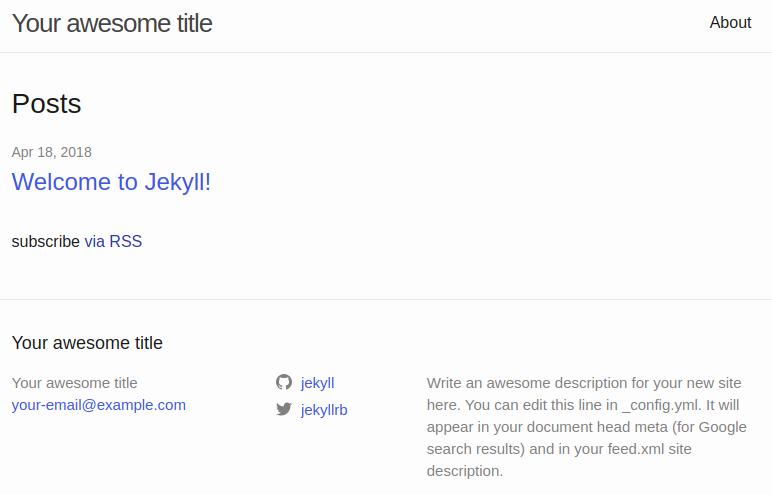 Your awesome title
About
Posts
Apr 18, 2018
Welcome to Jekyll!
subscribe via RSS
Your awesome title
Your awesome title
your-email@example.com
jekyll
jekyllrb
Write an awesome description for your new site
here. You can edit this line in _config.yml. It will
appear in your document head meta (for Google
search results) and in your feed.xml site
description.